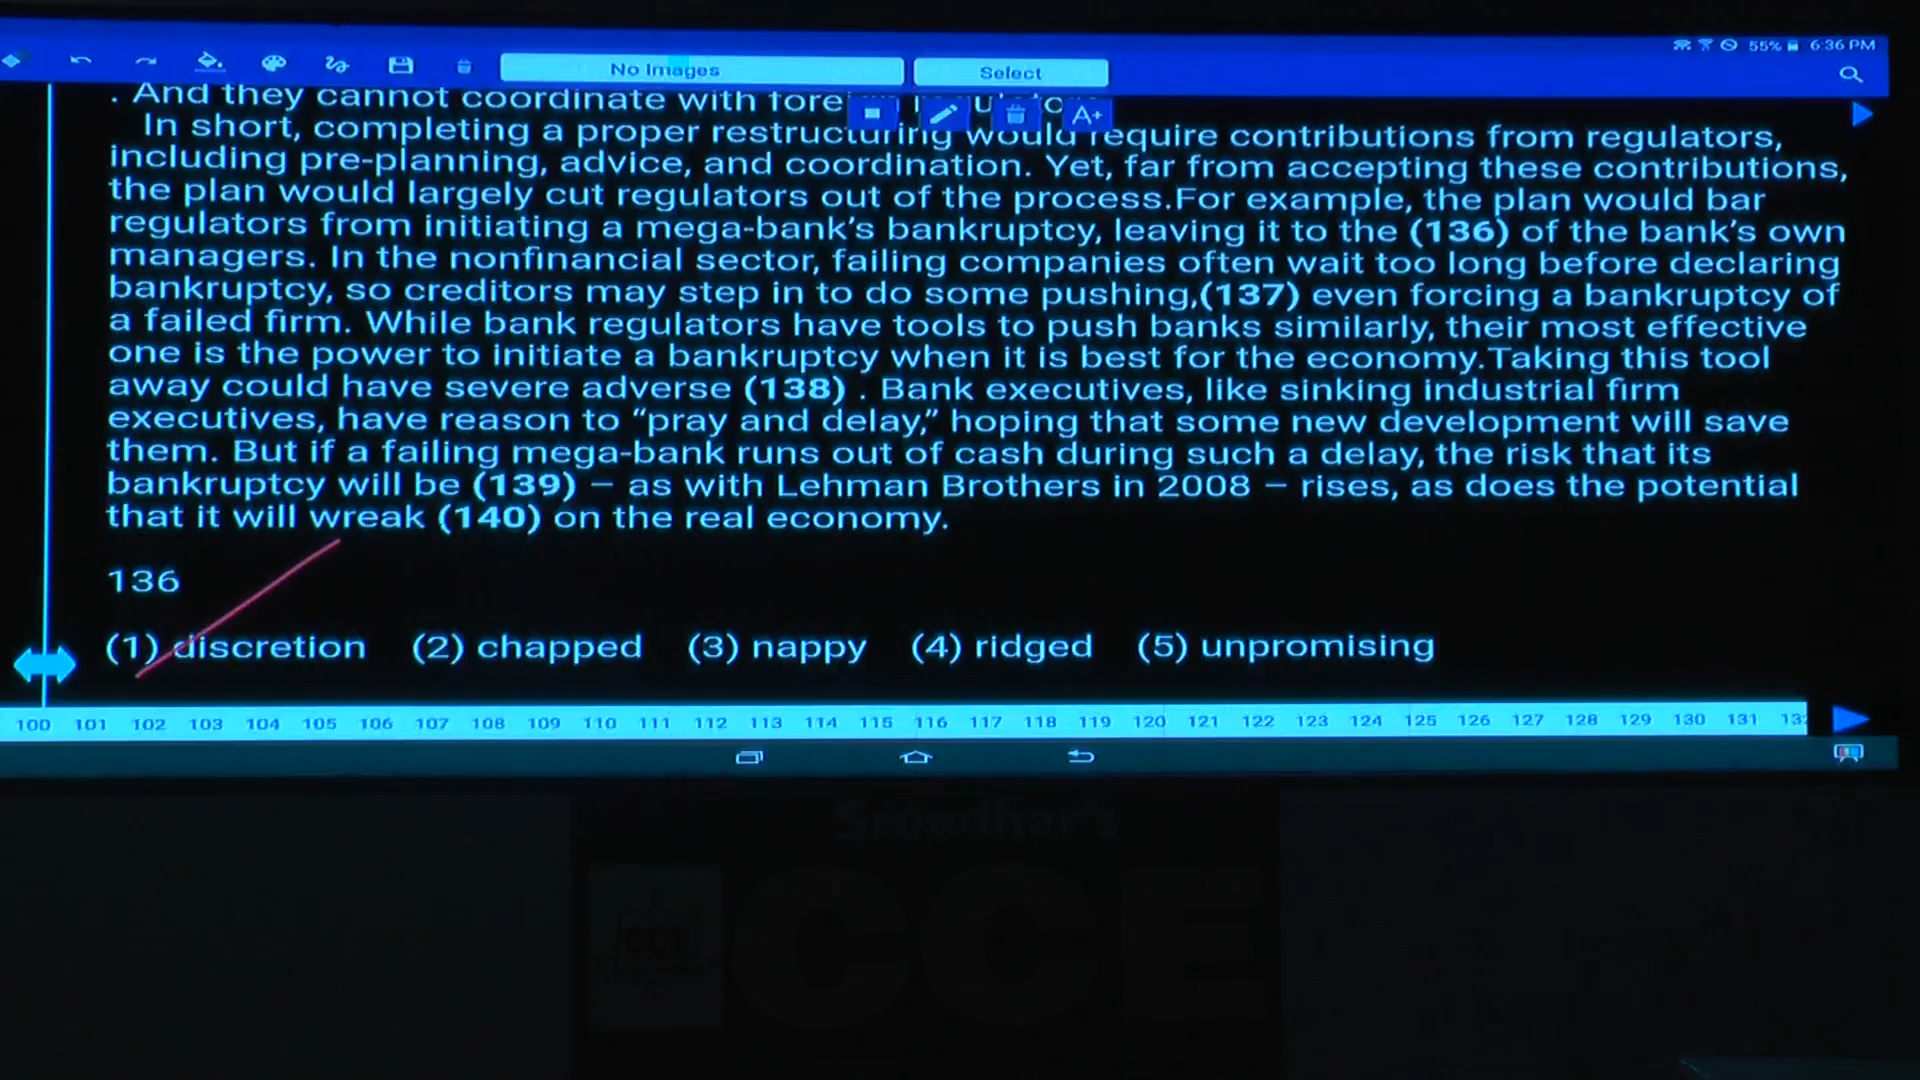 55% 6:36 PM
No Images Select
. And they cannot coordinate with
A+
In short, completing a proper restructuring would require contributions from regulators,
including pre-planning, advice, and coordination. Yet, far from accepting these contributions,
the plan would largely cut regulators out of the process.For example, the plan would bar
regulators from initiating a mega-bank’s bankruptcy, leaving it to the (136) of the bank’s own
managers. In the nonfinancial sector, failing companies often wait too long before declaring
bankruptcy, so creditors may step in to do some pushing,(137) even forcing a bankruptcy of
a failed firm. While bank regulators have tools to push banks similarly, their most effective
one is the power to initiate a bankruptcy when it is best for the economy.Taking this tool
away could have severe adverse (138) . Bank executives, like sinking industrial firm
executives, have reason to “pray and delay,” hoping that some new development will save
them. But if a failing mega-bank runs out of cash during such a delay, the risk that its
bankruptcy will be (139) – as with Lehman Brothers in 2008 – rises, as does the potential
that it will wreak (140) on the real economy.
136
(1) discretion (2) chapped (3) nappy (4) ridged (5) unpromising
100 101 102 103 104 105 106 107 108 109 110 111 112 113 114 115 116 117 118 119 120 121 122 123 124 125 126 127 128 129 130 131
Sreedhar's
CCE